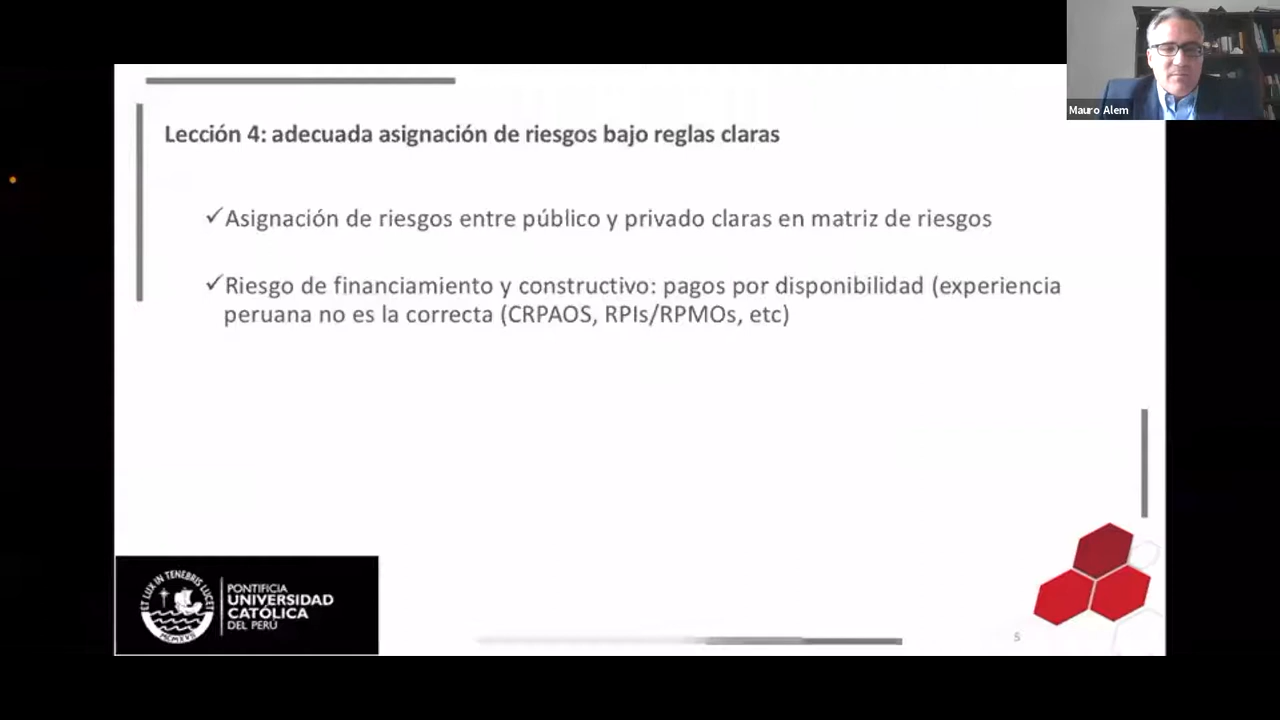 Mauro Alem
Lección 4: adecuada asignación de riesgos bajo reglas claras
✓Asignación de riesgos entre público y privado claras en matriz de riesgos
✓Riesgo de financiamiento y constructivo: pagos por disponibilidad (experiencia
peruana no es la correcta (CRPAOS, RPIs/RPMOs, etc)
ET LUX IN TENEBRIS LUCET
MCMXVII
PONTIFICIA
UNIVERSIDAD
CATÓLICA
DEL PERÚ
5